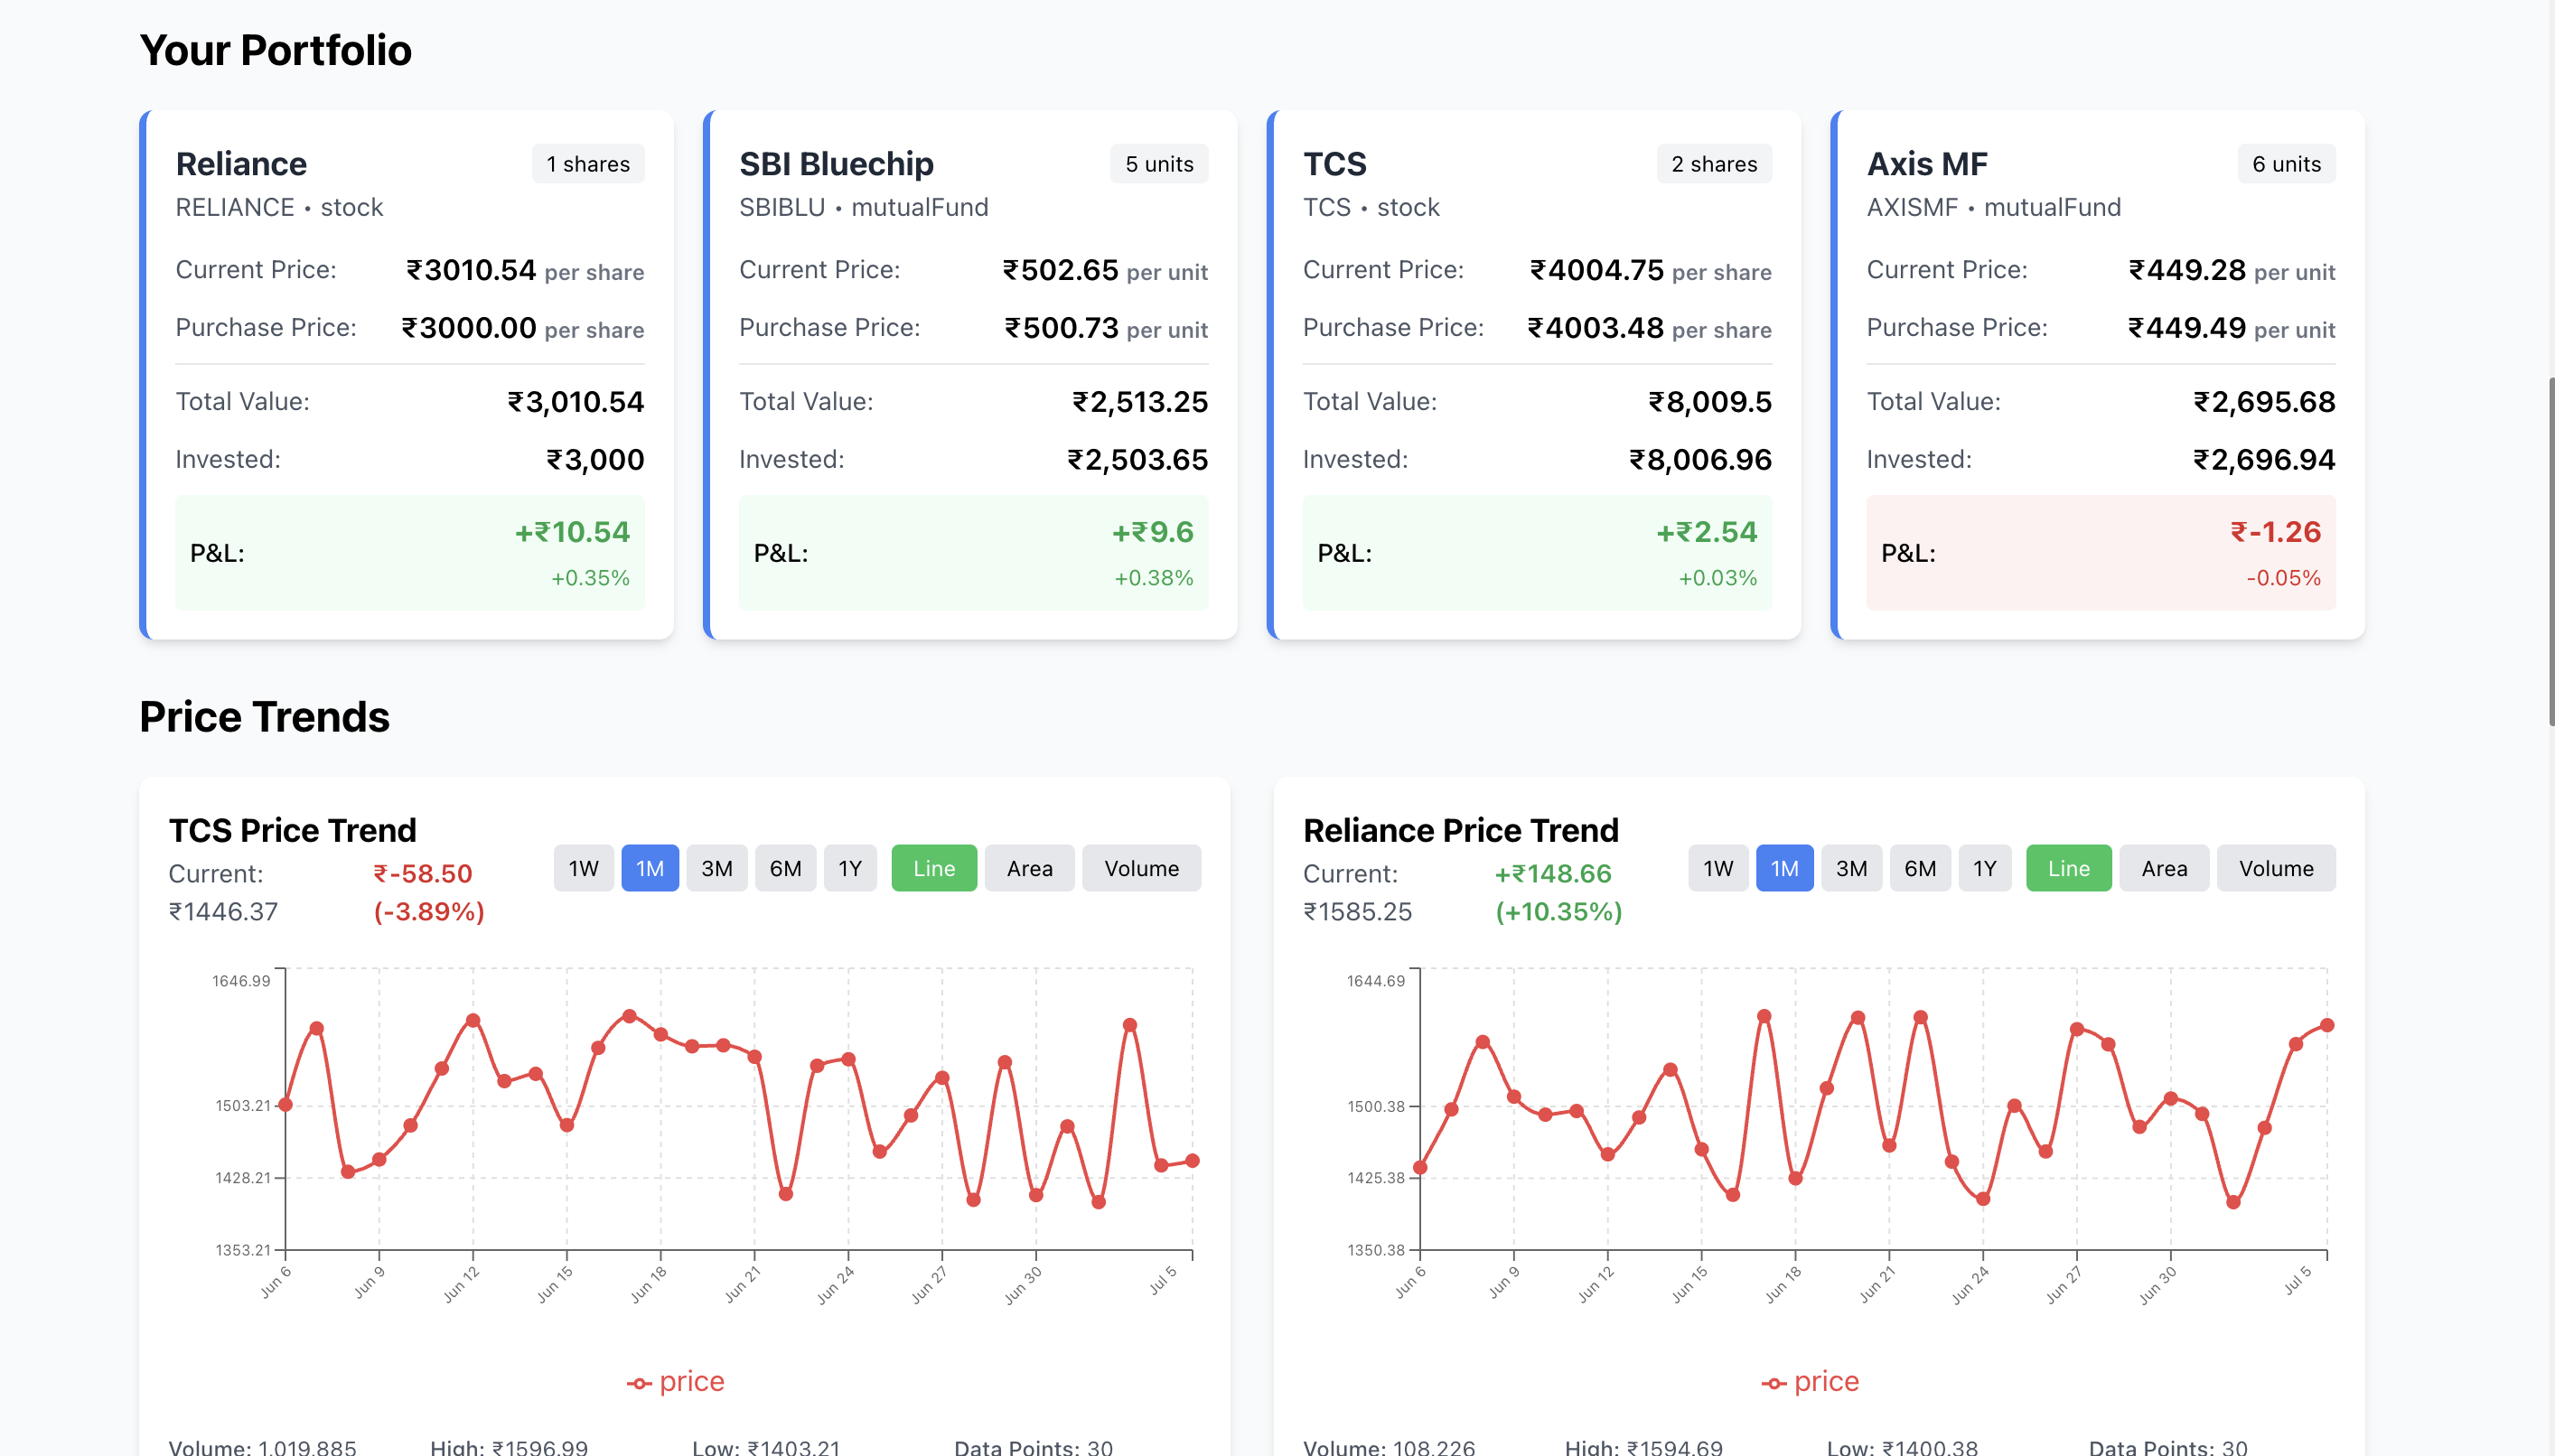 Your Portfolio
Reliance
1 shares
RELIANCE • stock
Current Price:
₹3010.54 per share
Purchase Price:
₹3000.00 per share
Total Value:
₹3,010.54
Invested:
₹3,000
P&L:
+₹10.54
+0.35%
SBI Bluechip
5 units
SBIBLU • mutualFund
Current Price:
₹502.65 per unit
Purchase Price:
₹500.73 per unit
Total Value:
₹2,513.25
Invested:
₹2,503.65
P&L:
+₹9.6
+0.38%
TCS
2 shares
TCS • stock
Current Price:
₹4004.75 per share
Purchase Price:
₹4003.48 per share
Total Value:
₹8,009.5
Invested:
₹8,006.96
P&L:
+₹2.54
+0.03%
Axis MF
6 units
AXISMF • mutualFund
Current Price:
₹449.28 per unit
Purchase Price:
₹449.49 per unit
Total Value:
₹2,695.68
Invested:
₹2,696.94
P&L:
₹-1.26
-0.05%
Price Trends
TCS Price Trend
Current:
₹1446.37
₹-58.50
(-3.89%)
1W
1M
3M
6M
1Y
Line
Area
Volume
1646.99
1503.21
1428.21
1353.21
Jun 6
Jun 9
Jun 12
Jun 15
Jun 18
Jun 21
Jun 24
Jun 27
Jun 30
Jul 5
price
Volume: 1,019,885
High: ₹1596.99
Low: ₹1403.21
Data Points: 30
Reliance Price Trend
Current:
₹1585.25
+₹148.66
(+10.35%)
1W
1M
3M
6M
1Y
Line
Area
Volume
1644.69
1500.38
1425.38
1350.38
Jun 6
Jun 9
Jun 12
Jun 15
Jun 18
Jun 21
Jun 24
Jun 27
Jun 30
Jul 5
price
Volume: 108,226
High: ₹1594.69
Low: ₹1400.38
Data Points: 30